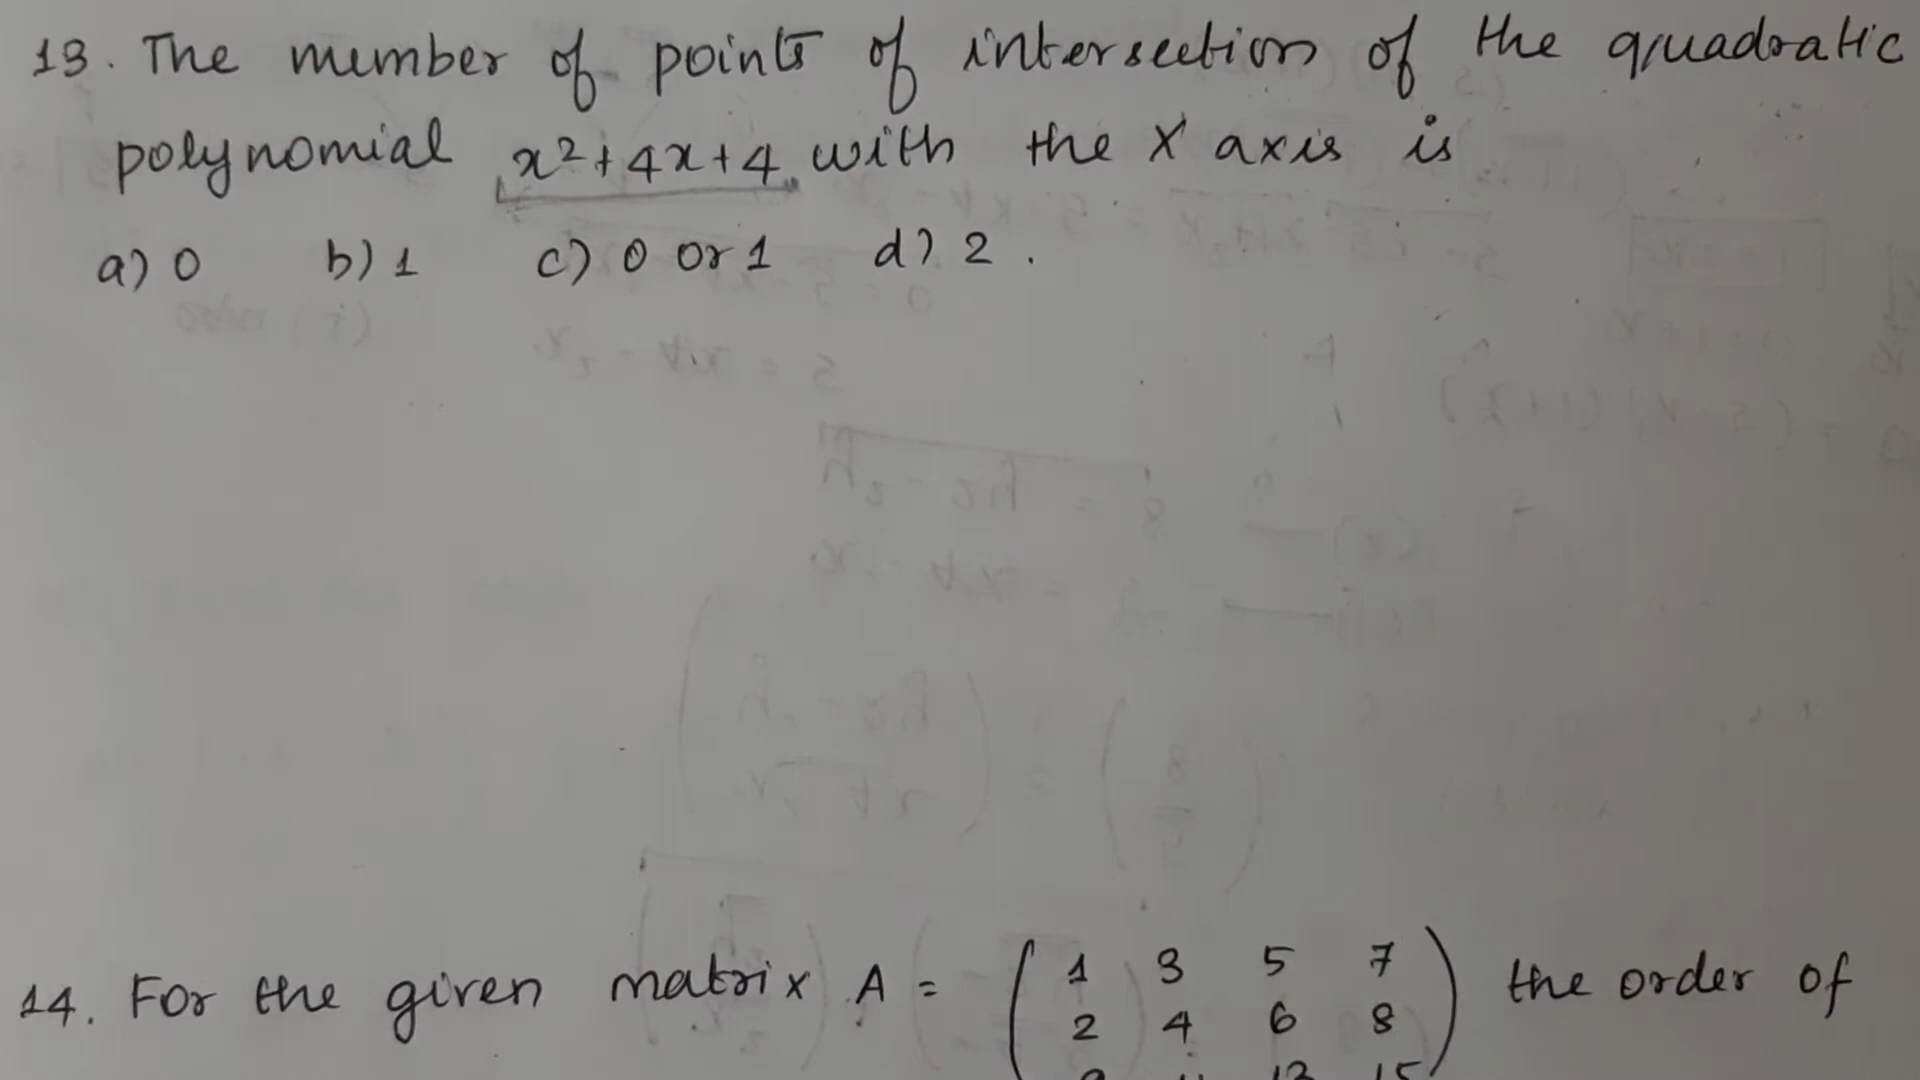 13. The number of points of intersection of the quadratic
polynomial x²+4x+4 with the X axis is
a) 0 b) 1 c) 0 or 1 d) 2.
14. For the given matrix A = ( 1 3 5 7 ) the order of
2 4 6 8